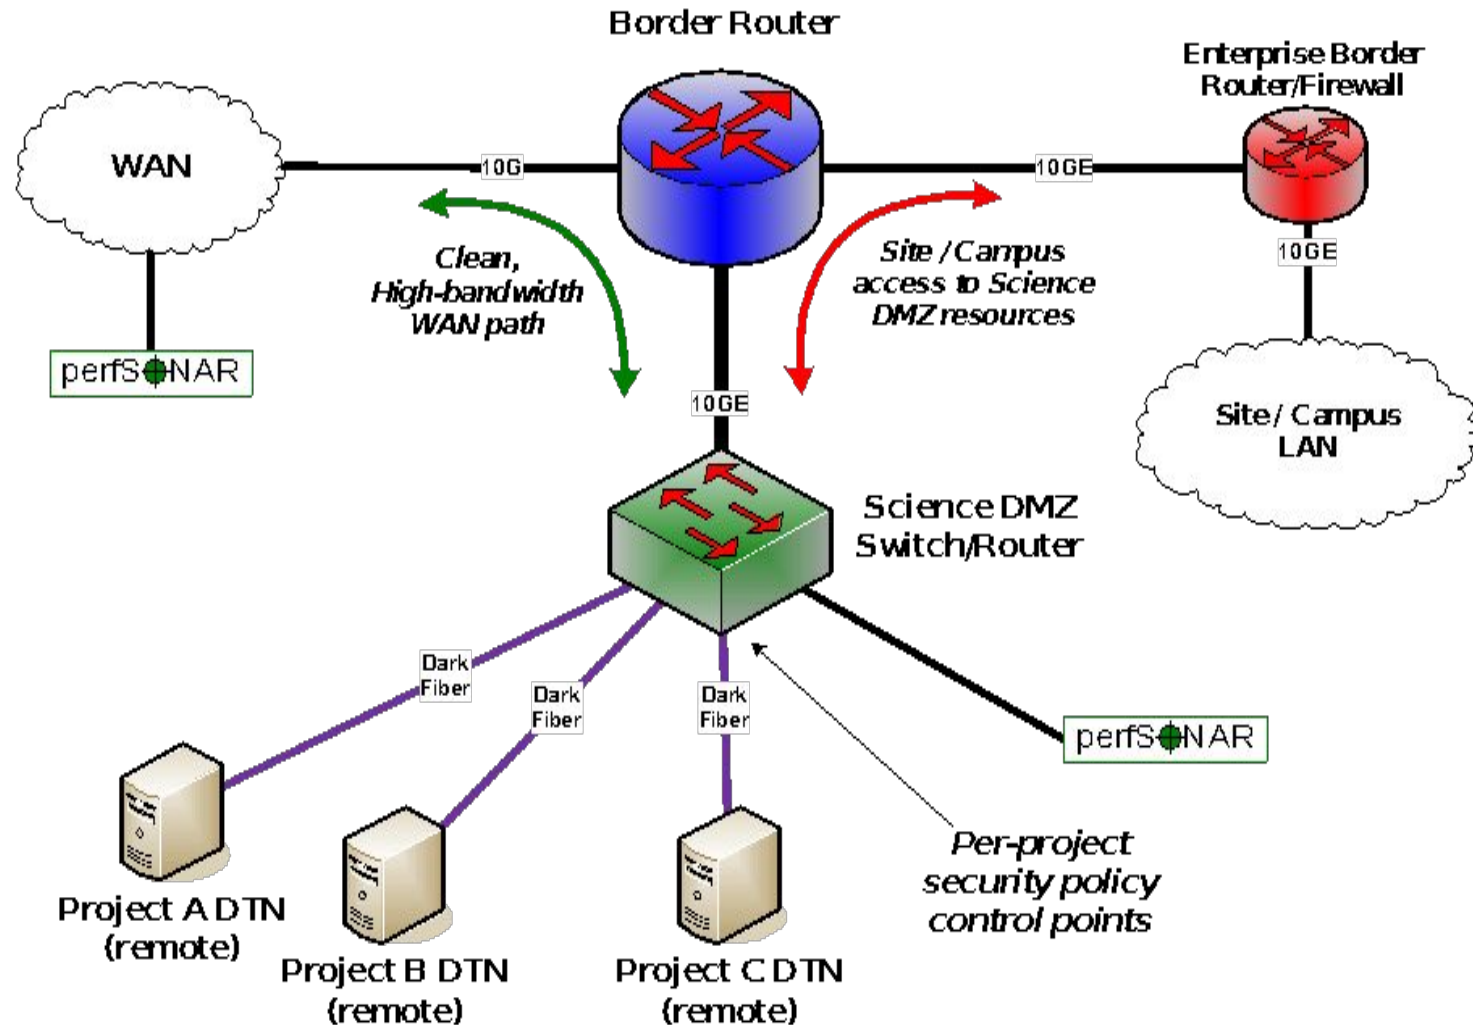 Border Router
Enterprise Border
Router/Firewall
WAN
10G
10GE
10GE
Clean,
High-bandwidth
WAN path
Site / Campus
access to Science
DMZ resources
perfSONAR
10GE
Site / Campus
LAN
Science DMZ
Switch/Router
Dark
Fiber
Dark
Fiber
Dark
Fiber
perfSONAR
Per-project
security policy
control points
Project A DTN
(remote)
Project B DTN
(remote)
Project C DTN
(remote)